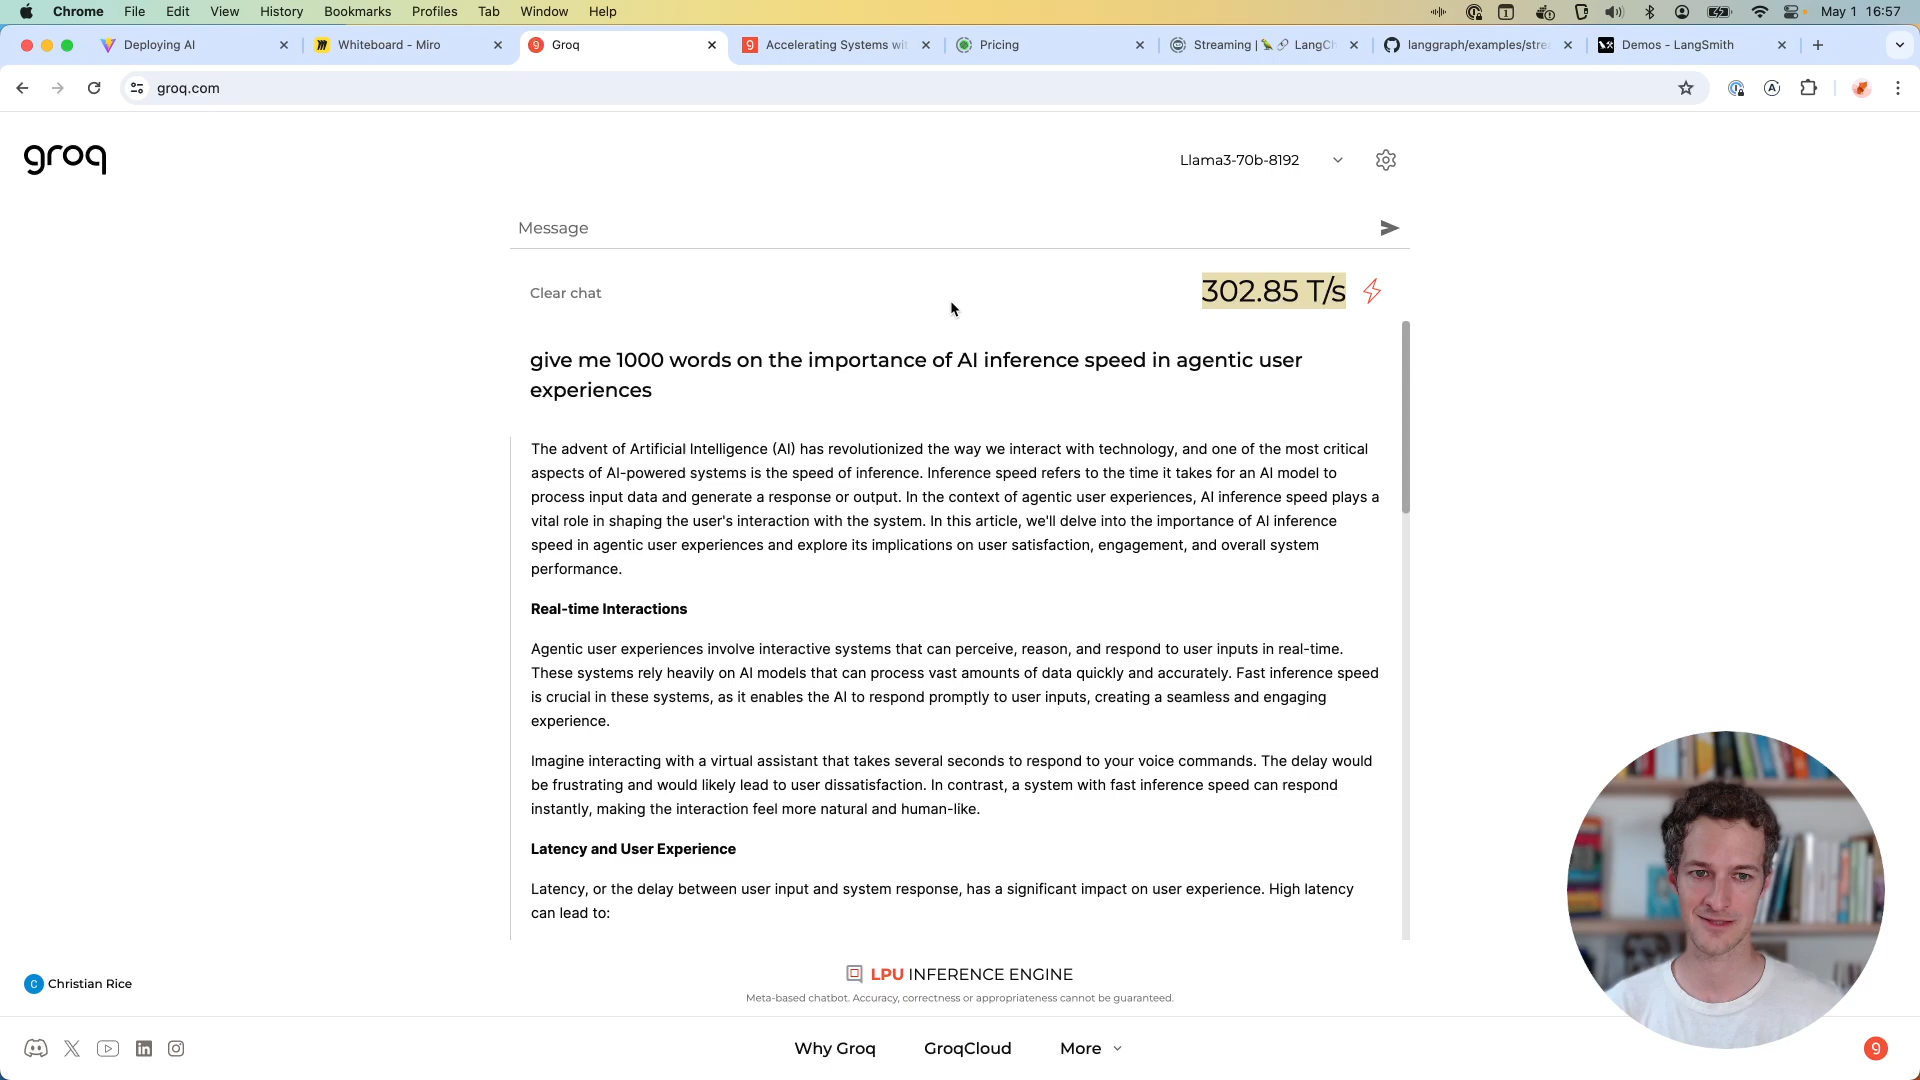 Chrome File Edit View History Bookmarks Profiles Tab Window Help May 1 16:57
Deploying AI Whiteboard - Miro Groq Accelerating Systems wit Pricing Streaming | LangCh langgraph/examples/strea Demos - LangSmith
groq.com
groq
Llama3-70b-8192
Message
Clear chat 302.85 T/s
give me 1000 words on the importance of AI inference speed in agentic user
experiences
The advent of Artificial Intelligence (AI) has revolutionized the way we interact with technology, and one of the most critical
aspects of AI-powered systems is the speed of inference. Inference speed refers to the time it takes for an AI model to
process input data and generate a response or output. In the context of agentic user experiences, AI inference speed plays a
vital role in shaping the user's interaction with the system. In this article, we'll delve into the importance of AI inference
speed in agentic user experiences and explore its implications on user satisfaction, engagement, and overall system
performance.
Real-time Interactions
Agentic user experiences involve interactive systems that can perceive, reason, and respond to user inputs in real-time.
These systems rely heavily on AI models that can process vast amounts of data quickly and accurately. Fast inference speed
is crucial in these systems, as it enables the AI to respond promptly to user inputs, creating a seamless and engaging
experience.
Imagine interacting with a virtual assistant that takes several seconds to respond to your voice commands. The delay would
be frustrating and would likely lead to user dissatisfaction. In contrast, a system with fast inference speed can respond
instantly, making the interaction feel more natural and human-like.
Latency and User Experience
Latency, or the delay between user input and system response, has a significant impact on user experience. High latency
can lead to:
LPU INFERENCE ENGINE
C Christian Rice
Meta-based chatbot. Accuracy, correctness or appropriateness cannot be guaranteed.
Why Groq GroqCloud More